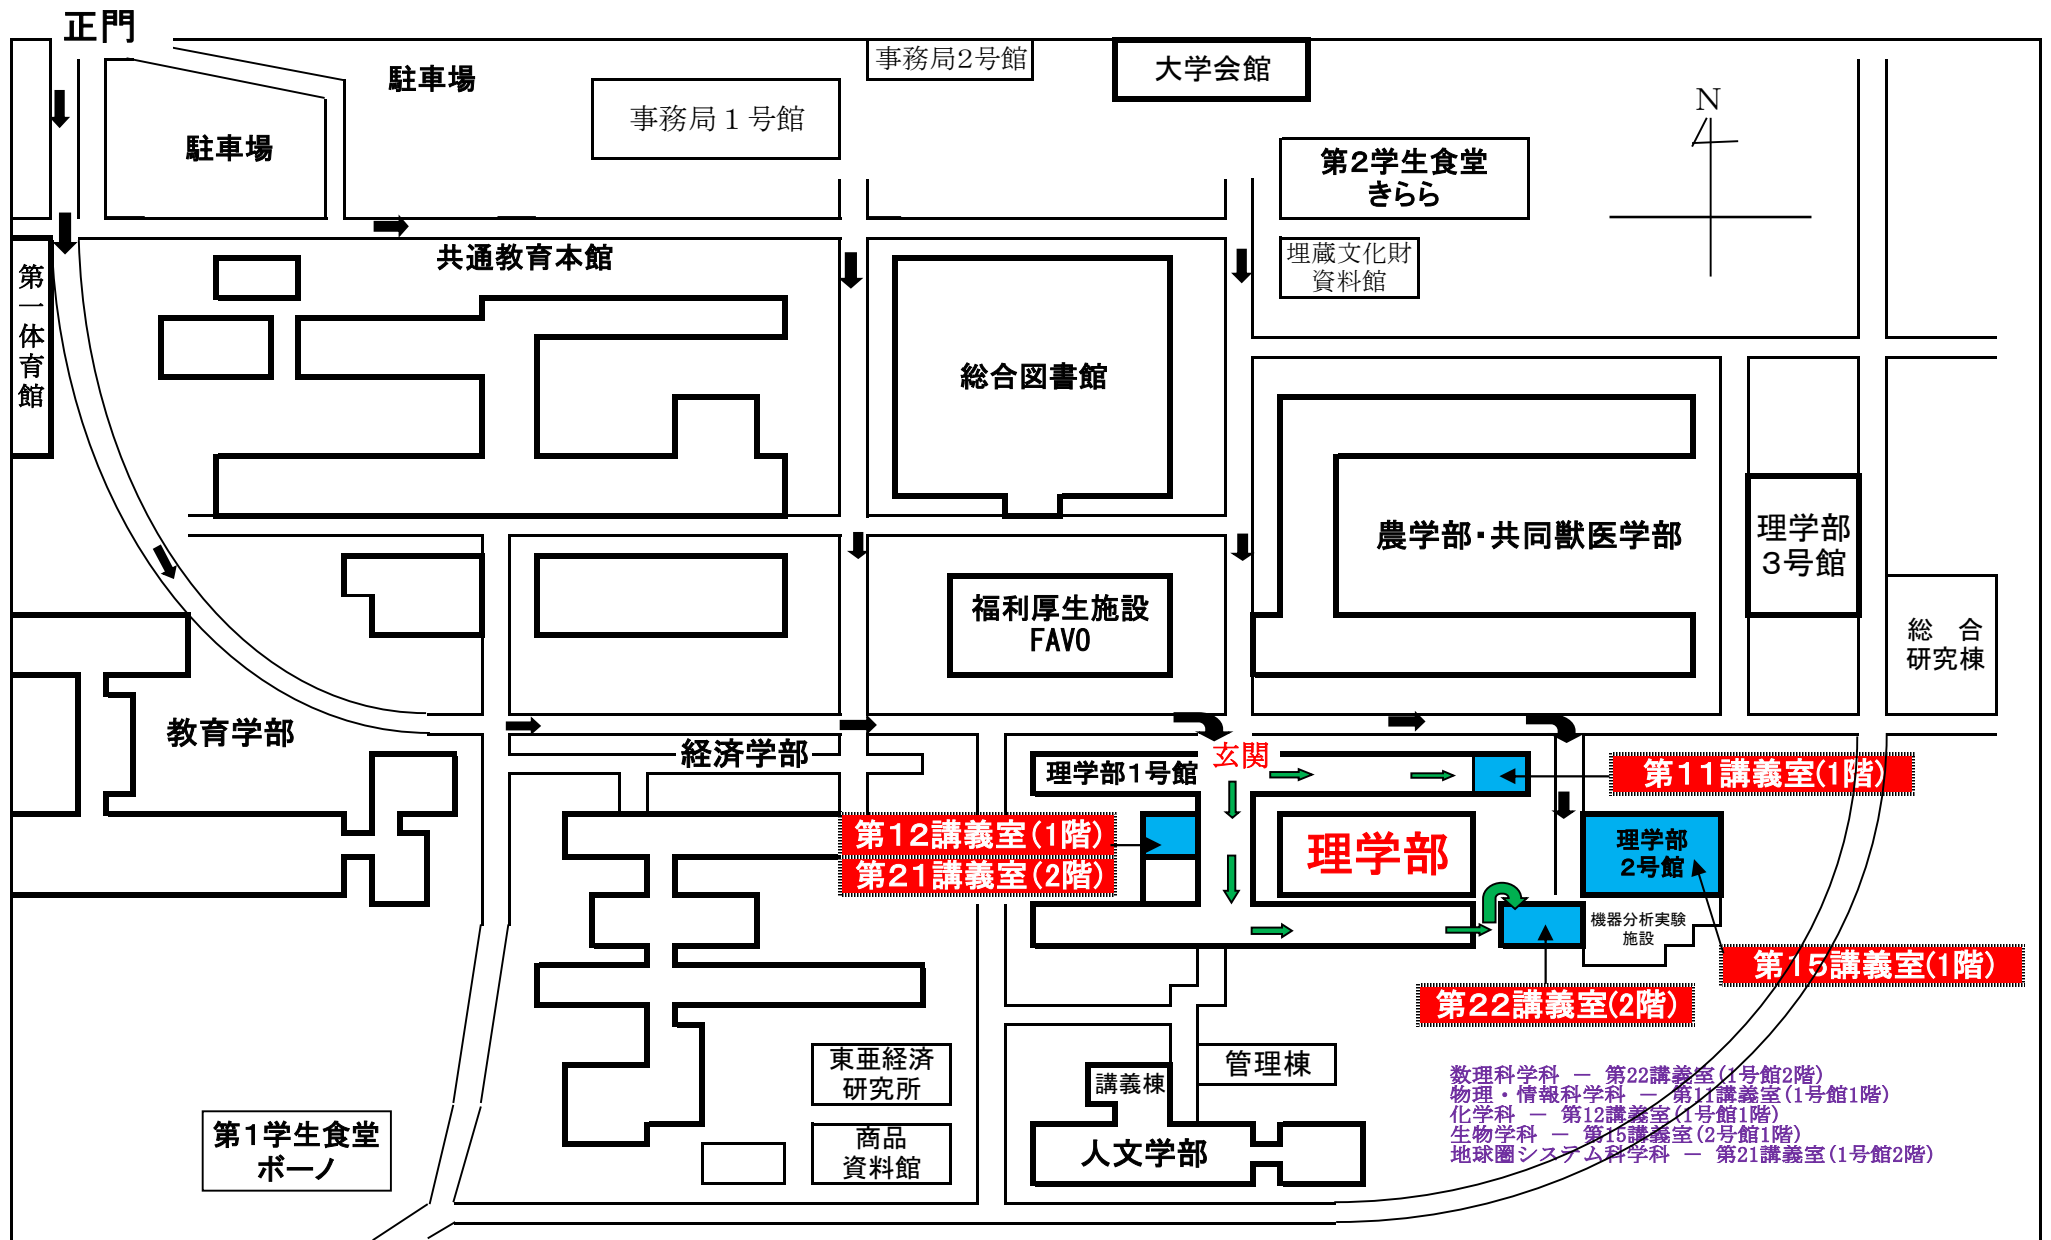 正門
駐車場
駐車場
事務局1号館
事務局2号館
大学会館
第2学生食堂
きらら
N
埋蔵文化財
資料館
第一体育館
共通教育本館
総合図書館
農学部・共同獣医学部
理学部
3号館
総　合
研究棟
福利厚生施設
FAVO
教育学部
経済学部
理学部1号館
玄関
第11講義室(1階)
第12講義室(1階)
第21講義室(2階)
理学部
理学部
2号館
機器分析実験
施設
第15講義室(1階)
第22講義室(2階)
東亜経済
研究所
商品
資料館
講義棟
管理棟
人文学部
第1学生食堂
ボーノ
数理科学科 － 第22講義室(1号館2階)
物理・情報科学科 － 第11講義室(1号館1階)
化学科 － 第12講義室(1号館1階)
生物学科 － 第15講義室(2号館1階)
地球圏システム科学科 － 第21講義室(1号館2階)